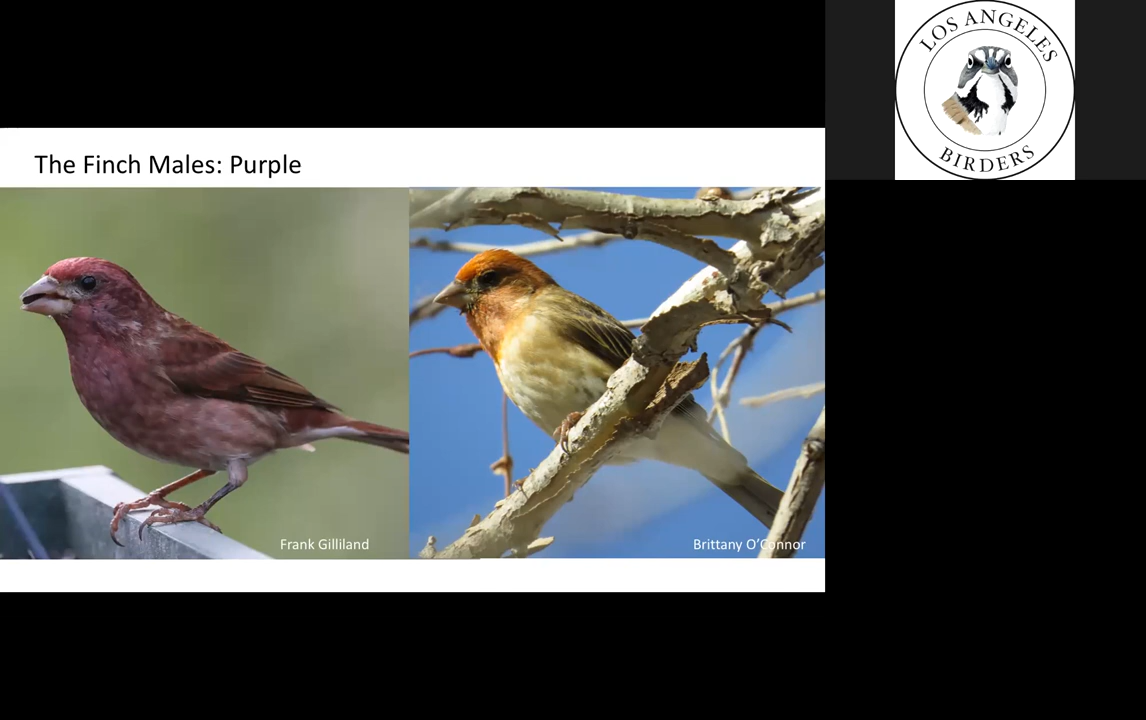 The Finch Males: Purple
Frank Gilliland
Brittany O'Connor
LOS ANGELES
BIRDERS